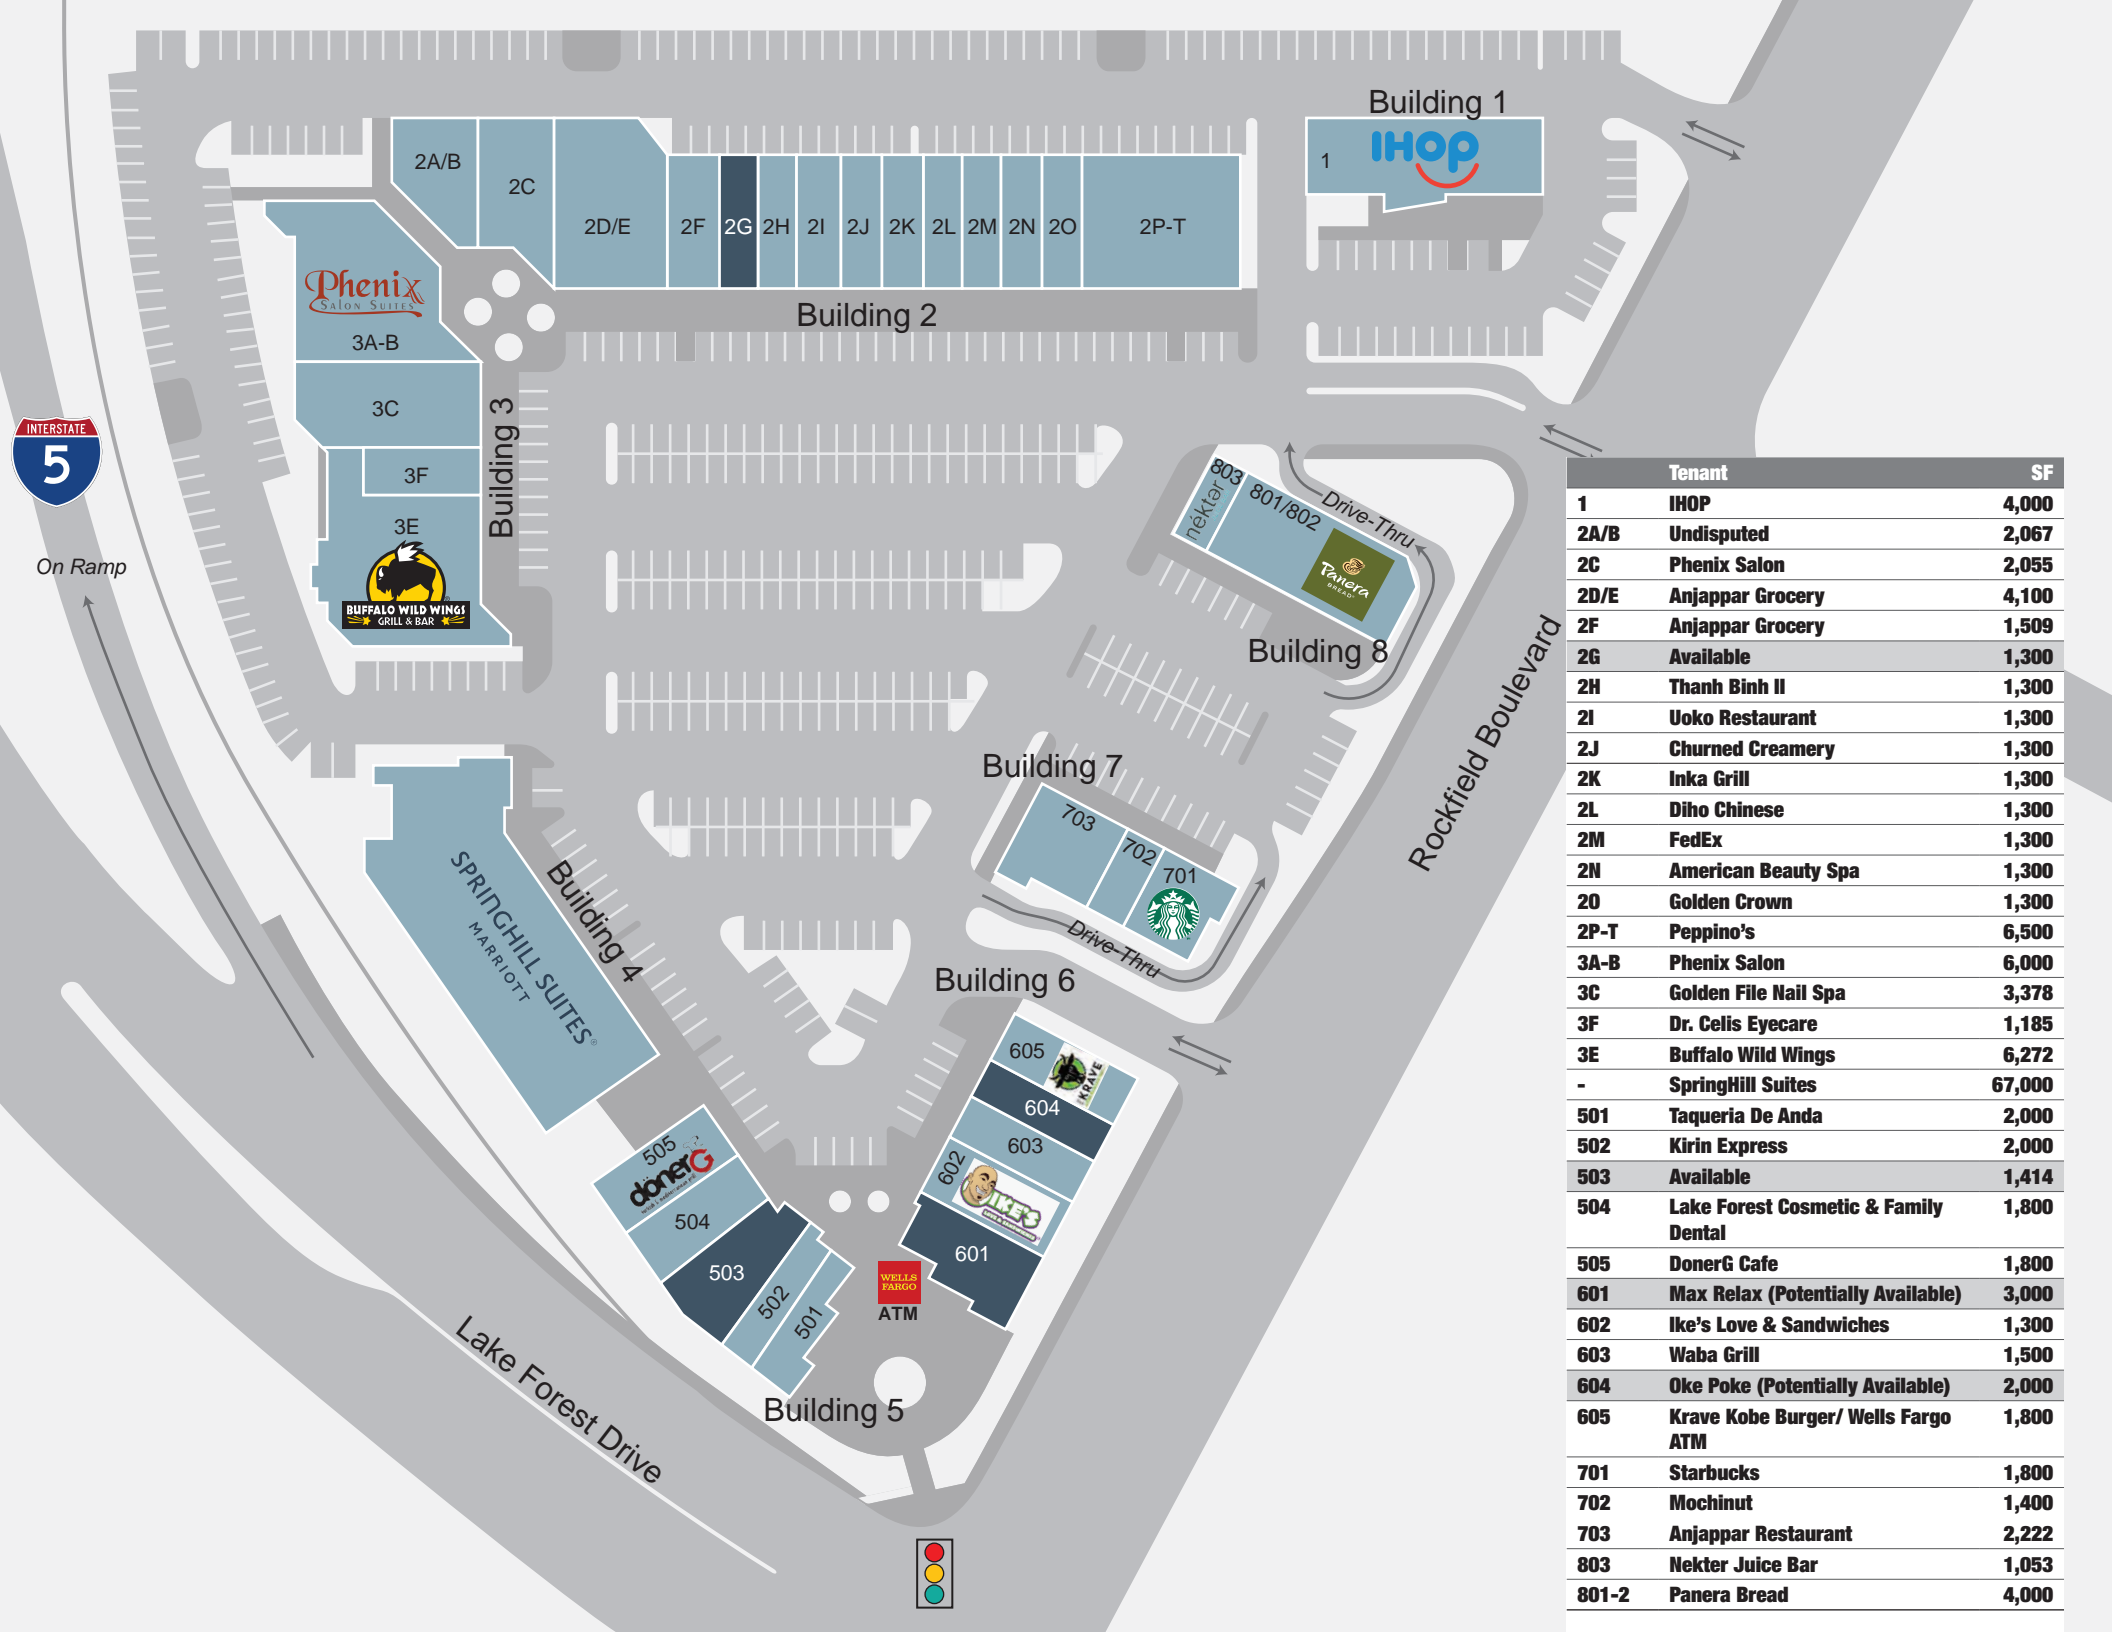 Building 1
IHOP
1
2A/B
2C
2D/E
2F
2G
2H
2I
2J
2K
2L
2M
2N
2O
2P-T
Building 2
Phenix
SALON SUITES
3A-B
3C
3F
3E
BUFFALO WILD WINGS
GRILL & BAR
Building 3
INTERSTATE
5
On Ramp
803
nékter
801/802
Panera
BREAD
Drive-Thru
Building 8
Rockfield Boulevard
Building 7
703
702
701
Drive-Thru
SPRINGHILL SUITES®
MARRIOTT
Building 4
Building 6
605
KRAVE
604
603
602
IKE'S
601
505
dönerG
504
503
502
501
WELLS
FARGO
ATM
Building 5
Lake Forest Drive
Tenant SF
1 IHOP 4,000
2A/B Undisputed 2,067
2C Phenix Salon 2,055
2D/E Anjappar Grocery 4,100
2F Anjappar Grocery 1,509
2G Available 1,300
2H Thanh Binh II 1,300
2I Uoko Restaurant 1,300
2J Churned Creamery 1,300
2K Inka Grill 1,300
2L Diho Chinese 1,300
2M FedEx 1,300
2N American Beauty Spa 1,300
2O Golden Crown 1,300
2P-T Peppino's 6,500
3A-B Phenix Salon 6,000
3C Golden File Nail Spa 3,378
3F Dr. Celis Eyecare 1,185
3E Buffalo Wild Wings 6,272
- SpringHill Suites 67,000
501 Taqueria De Anda 2,000
502 Kirin Express 2,000
503 Available 1,414
504 Lake Forest Cosmetic & Family 1,800
Dental
505 DonerG Cafe 1,800
601 Max Relax (Potentially Available) 3,000
602 Ike's Love & Sandwiches 1,300
603 Waba Grill 1,500
604 Oke Poke (Potentially Available) 2,000
605 Krave Kobe Burger/ Wells Fargo 1,800
ATM
701 Starbucks 1,800
702 Mochinut 1,400
703 Anjappar Restaurant 2,222
803 Nekter Juice Bar 1,053
801-2 Panera Bread 4,000